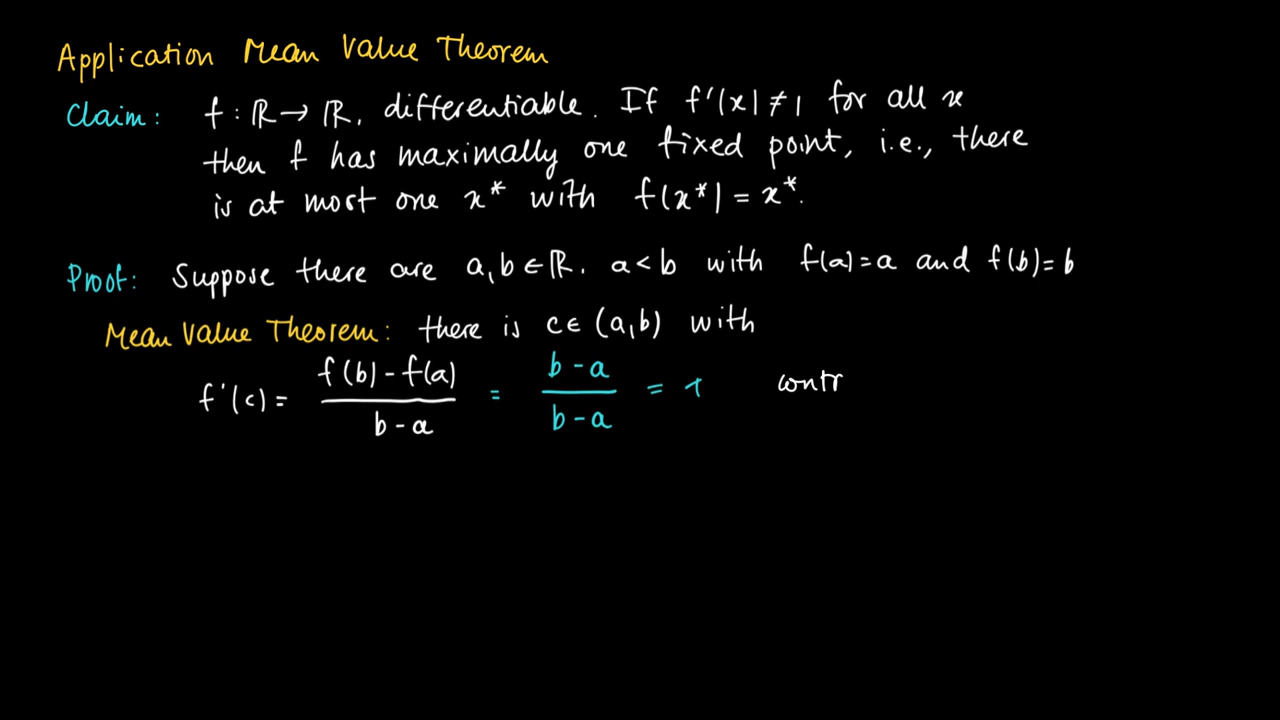 Application Mean Value Theorem
Claim: f : ℝ → ℝ, differentiable. If f'(x) ≠ 1 for all x
then f has maximally one fixed point, i.e., there
is at most one x* with f(x*) = x*.
Proof: Suppose there are a, b ∈ ℝ, a < b with f(a) = a and f(b) = b
Mean Value Theorem: there is c ∈ (a, b) with
f'(c) = (f(b) - f(a)) / (b - a) = (b - a) / (b - a) = 1 contr